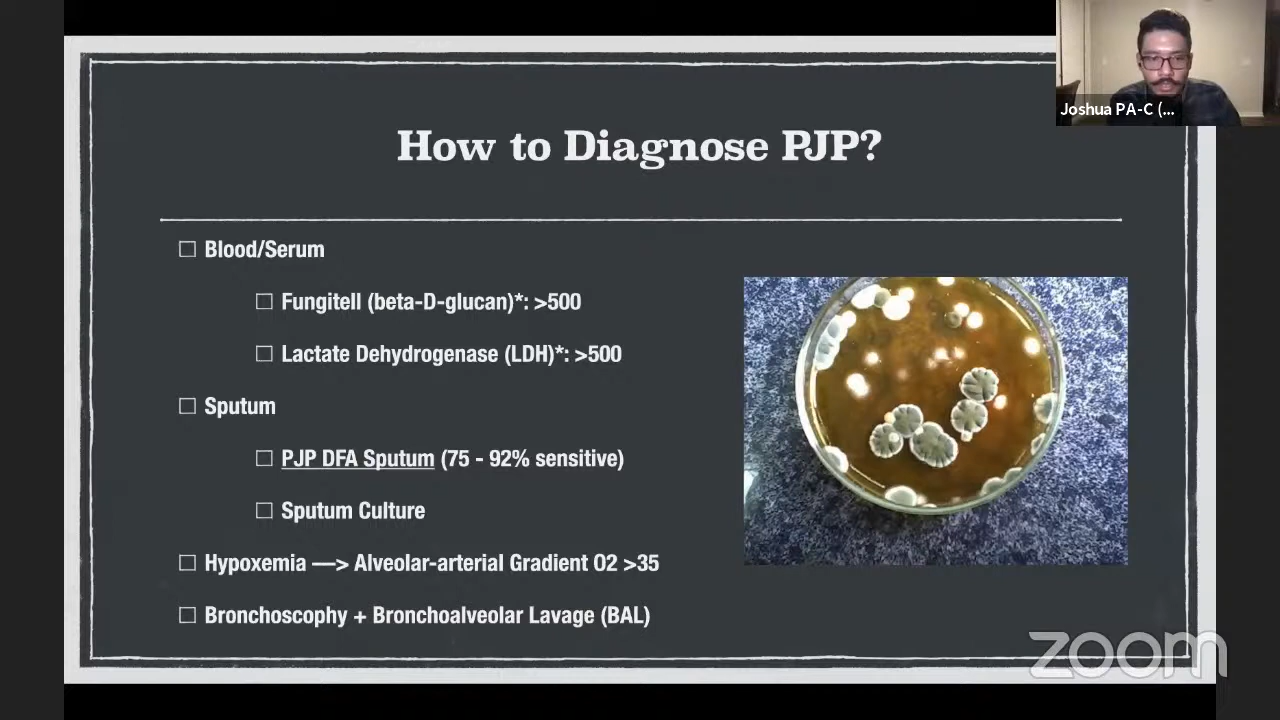 Joshua PA-C (...
How to Diagnose PJP?
Blood/Serum
Fungitell (beta-D-glucan)*: >500
Lactate Dehydrogenase (LDH)*: >500
Sputum
PJP DFA Sputum (75 - 92% sensitive)
Sputum Culture
Hypoxemia —> Alveolar-arterial Gradient O2 >35
Bronchoscopy + Bronchoalveolar Lavage (BAL)
zoom